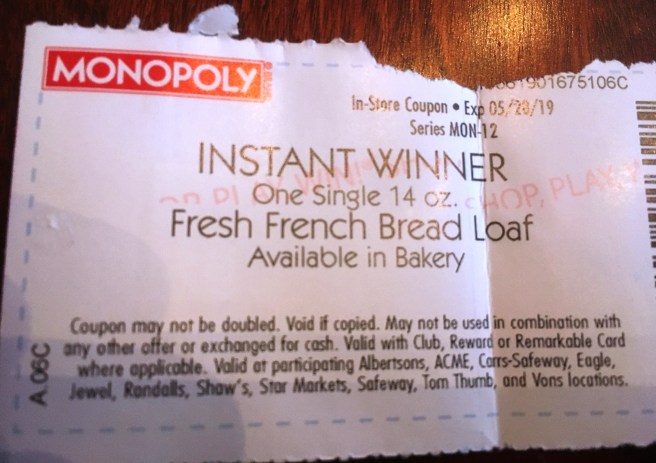 MONOPOLY
901675106C
In-Store Coupon • Exp 05/28/19
Series MON-12
INSTANT WINNER
One Single 14 oz.
Fresh French Bread Loaf
Available in Bakery
Coupon may not be doubled. Void if copied. May not be used in combination with
any other offer or exchanged for cash. Valid with Club, Reward or Remarkable Card
where applicable. Valid at participating Albertsons, ACME, Carrs-Safeway, Eagle,
Jewel, Randalls, Shaw's, Star Markets, Safeway, Tom Thumb, and Vons locations.
A.06C